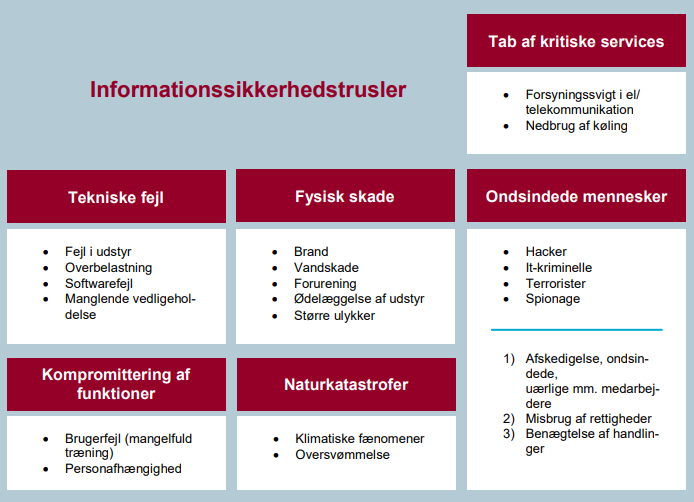 Informationssikkerhedstrusler
Tab af kritiske services
• Forsyningssvigt i el/
telekommunikation
• Nedbrug af køling
Tekniske fejl
• Fejl i udstyr
• Overbelastning
• Softwarefejl
• Manglende vedligehol-
delse
Fysisk skade
• Brand
• Vandskade
• Forurening
• Ødelæggelse af udstyr
• Større ulykker
Ondsindede mennesker
• Hacker
• It-kriminelle
• Terrorister
• Spionage
1) Afskedigelse, ondsin-
dede,
uærlige mm. medarbej-
dere
2) Misbrug af rettigheder
3) Benægtelse af handlin-
ger
Kompromittering af
funktioner
• Brugerfejl (mangelfuld
træning)
• Personafhængighed
Naturkatastrofer
• Klimatiske fænomener
• Oversvømmelse